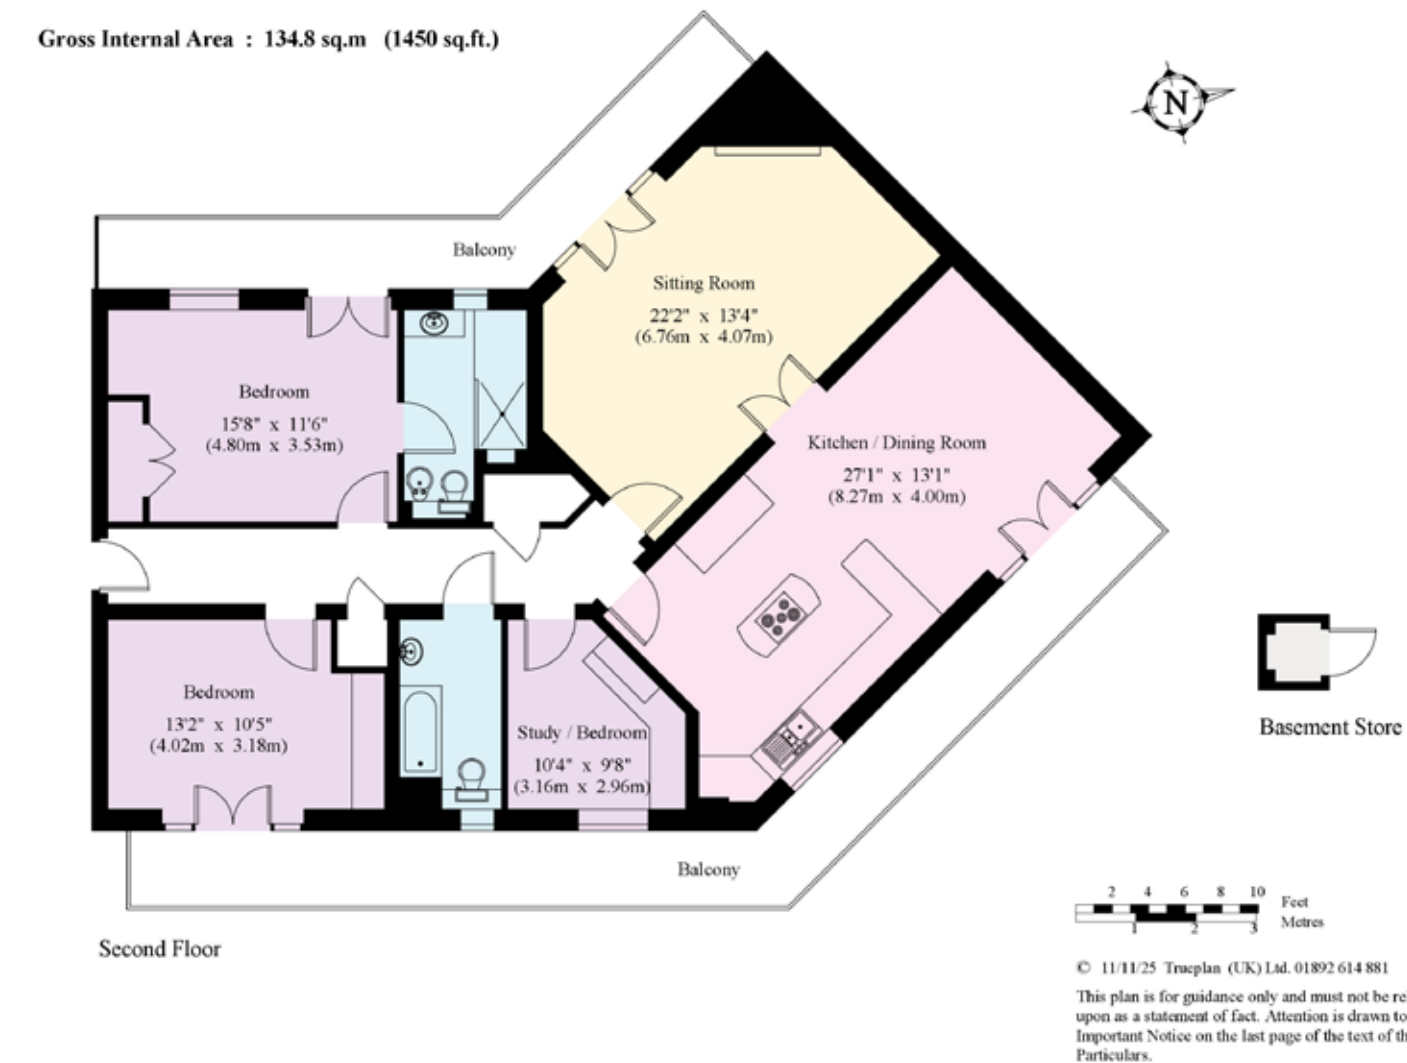 Gross Internal Area : 134.8 sq.m (1450 sq.ft.)
N
Balcony
Sitting Room
22'2" x 13'4"
(6.76m x 4.07m)
Bedroom
15'8" x 11'6"
(4.80m x 3.53m)
Kitchen / Dining Room
27'1" x 13'1"
(8.27m x 4.00m)
Bedroom
13'2" x 10'5"
(4.02m x 3.18m)
Study / Bedroom
10'4" x 9'8"
(3.16m x 2.96m)
Basement Store
Balcony
Second Floor
2 4 6 8 10
Feet
Metres
1 2 3
© 11/11/25 Trueplan (UK) Ltd. 01892 614 881
This plan is for guidance only and must not be
upon as a statement of fact. Attention is drawn to
Important Notice on the last page of the text of
Particulars.